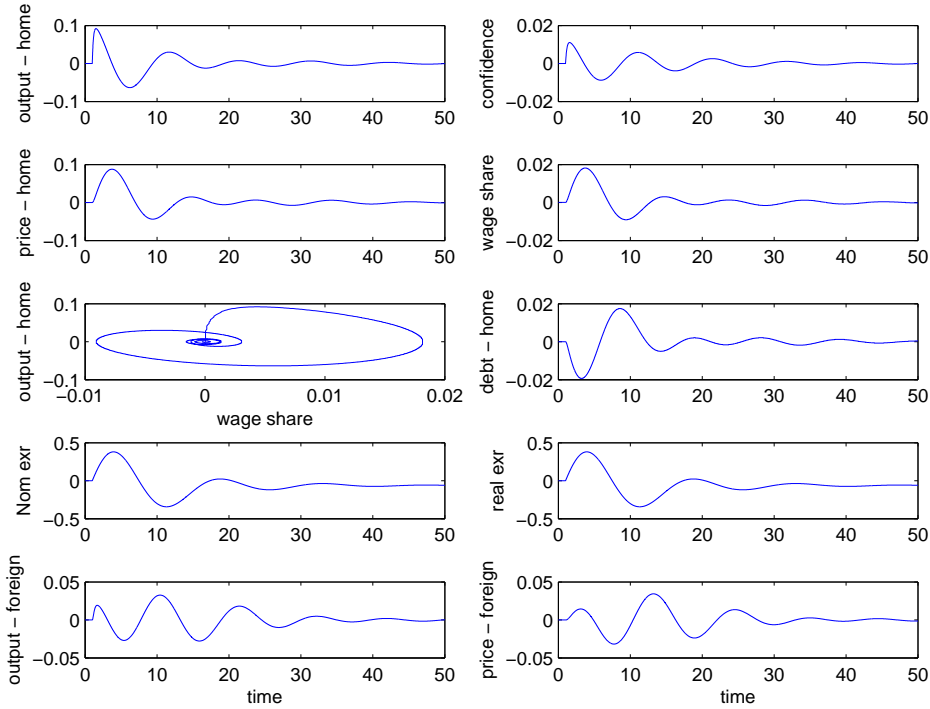 output − home
0.1
0
−0.1
0 10 20 30 40 50
confidence
0.02
0
−0.02
0 10 20 30 40 50
price − home
0.1
0
−0.1
0 10 20 30 40 50
wage share
0.02
0
−0.02
0 10 20 30 40 50
output − home
0.1
0
−0.1
−0.01 0 0.01 0.02
wage share
debt − home
0.02
0
−0.02
0 10 20 30 40 50
Nom exr
0.5
0
−0.5
0 10 20 30 40 50
real exr
0.5
0
−0.5
0 10 20 30 40 50
output − foreign
0.05
0
−0.05
0 10 20 30 40 50
time
price − foreign
0.05
0
−0.05
0 10 20 30 40 50
time